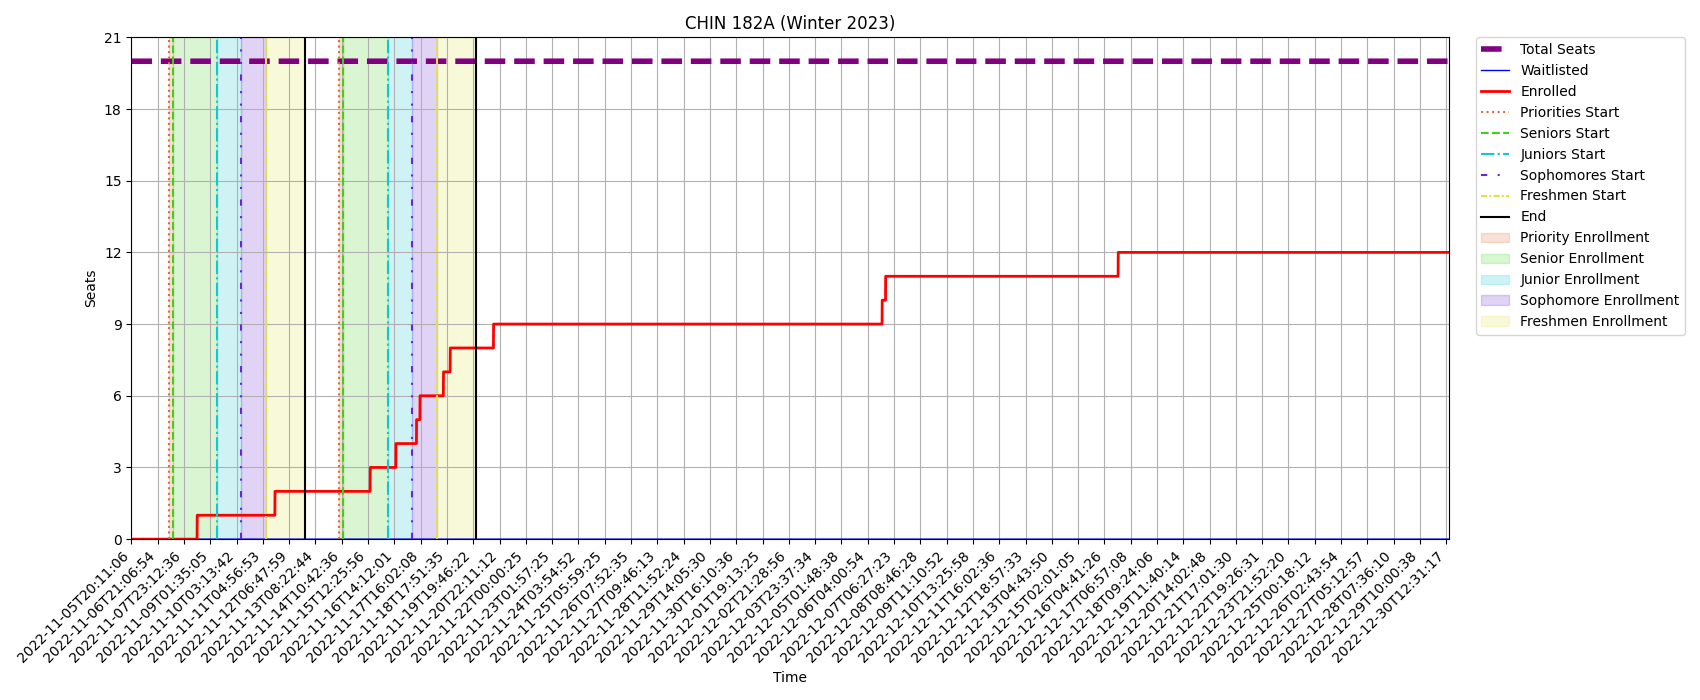 CHIN 182A (Winter 2023)
21
18
15
12
9
6
3
0
Seats
2022-11-05T20:11:06
2022-11-06T21:06:54
2022-11-07T23:12:36
2022-11-09T01:35:05
2022-11-10T03:13:42
2022-11-11T04:56:53
2022-11-12T06:47:59
2022-11-13T08:22:44
2022-11-14T10:42:36
2022-11-15T12:25:56
2022-11-16T14:12:01
2022-11-17T16:02:08
2022-11-18T17:51:35
2022-11-19T19:46:22
2022-11-20T22:11:12
2022-11-22T00:00:25
2022-11-23T01:57:25
2022-11-24T03:54:52
2022-11-25T05:59:25
2022-11-26T07:52:35
2022-11-27T09:46:13
2022-11-28T11:52:24
2022-11-29T14:05:30
2022-11-30T16:10:36
2022-12-01T19:13:25
2022-12-02T21:28:56
2022-12-03T23:37:34
2022-12-05T01:48:38
2022-12-06T04:00:54
2022-12-07T06:27:23
2022-12-08T08:46:28
2022-12-09T11:10:52
2022-12-10T13:25:58
2022-12-11T16:02:36
2022-12-12T18:57:33
2022-12-13T04:43:50
2022-12-15T02:01:05
2022-12-16T04:41:26
2022-12-17T06:57:08
2022-12-18T09:24:06
2022-12-19T11:40:14
2022-12-20T14:02:48
2022-12-21T17:01:30
2022-12-22T19:26:31
2022-12-23T21:52:20
2022-12-25T00:18:12
2022-12-26T02:43:54
2022-12-27T05:12:57
2022-12-28T07:36:10
2022-12-29T10:00:38
2022-12-30T12:31:17
Time
Total Seats
Waitlisted
Enrolled
Priorities Start
Seniors Start
Juniors Start
Sophomores Start
Freshmen Start
End
Priority Enrollment
Senior Enrollment
Junior Enrollment
Sophomore Enrollment
Freshmen Enrollment